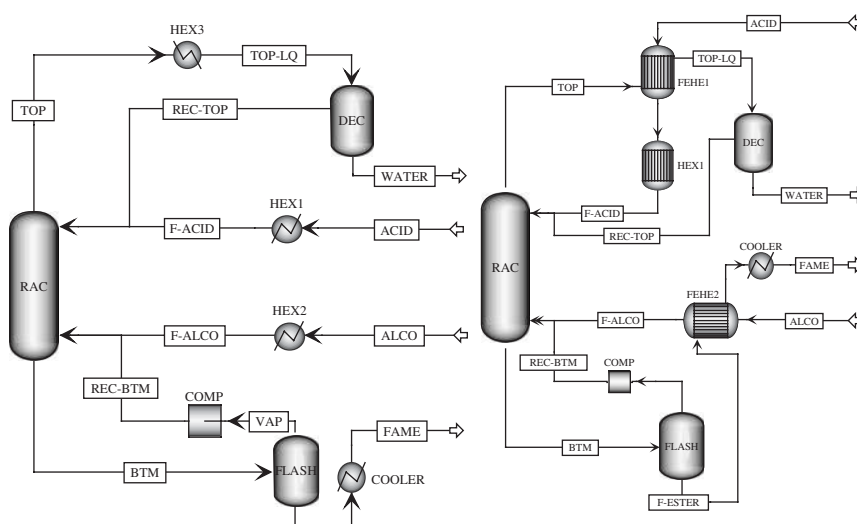 HEX3
TOP-LQ
TOP
REC-TOP
DEC
WATER
HEX1
F-ACID
ACID
RAC
HEX2
F-ALCO
ALCO
REC-BTM
COMP
VAP
FAME
BTM
FLASH
COOLER
ACID
TOP-LQ
FEHE1
TOP
DEC
HEX1
WATER
F-ACID
REC-TOP
RAC
COOLER
FAME
FEHE2
F-ALCO
ALCO
REC-BTM
COMP
BTM
FLASH
F-ESTER